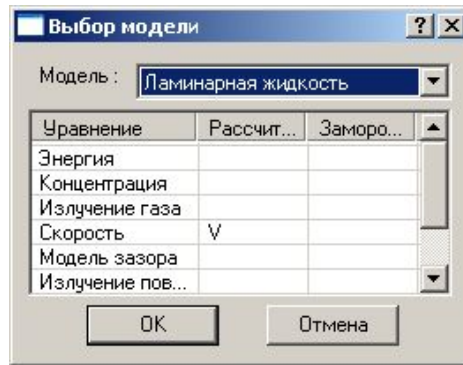 Выбор модели
Модель : Ламинарная жидкость
Уравнение Рассчит... Заморо...
Энергия
Концентрация
Излучение газа
Скорость V
Модель зазора
Излучение пов...
OK Отмена